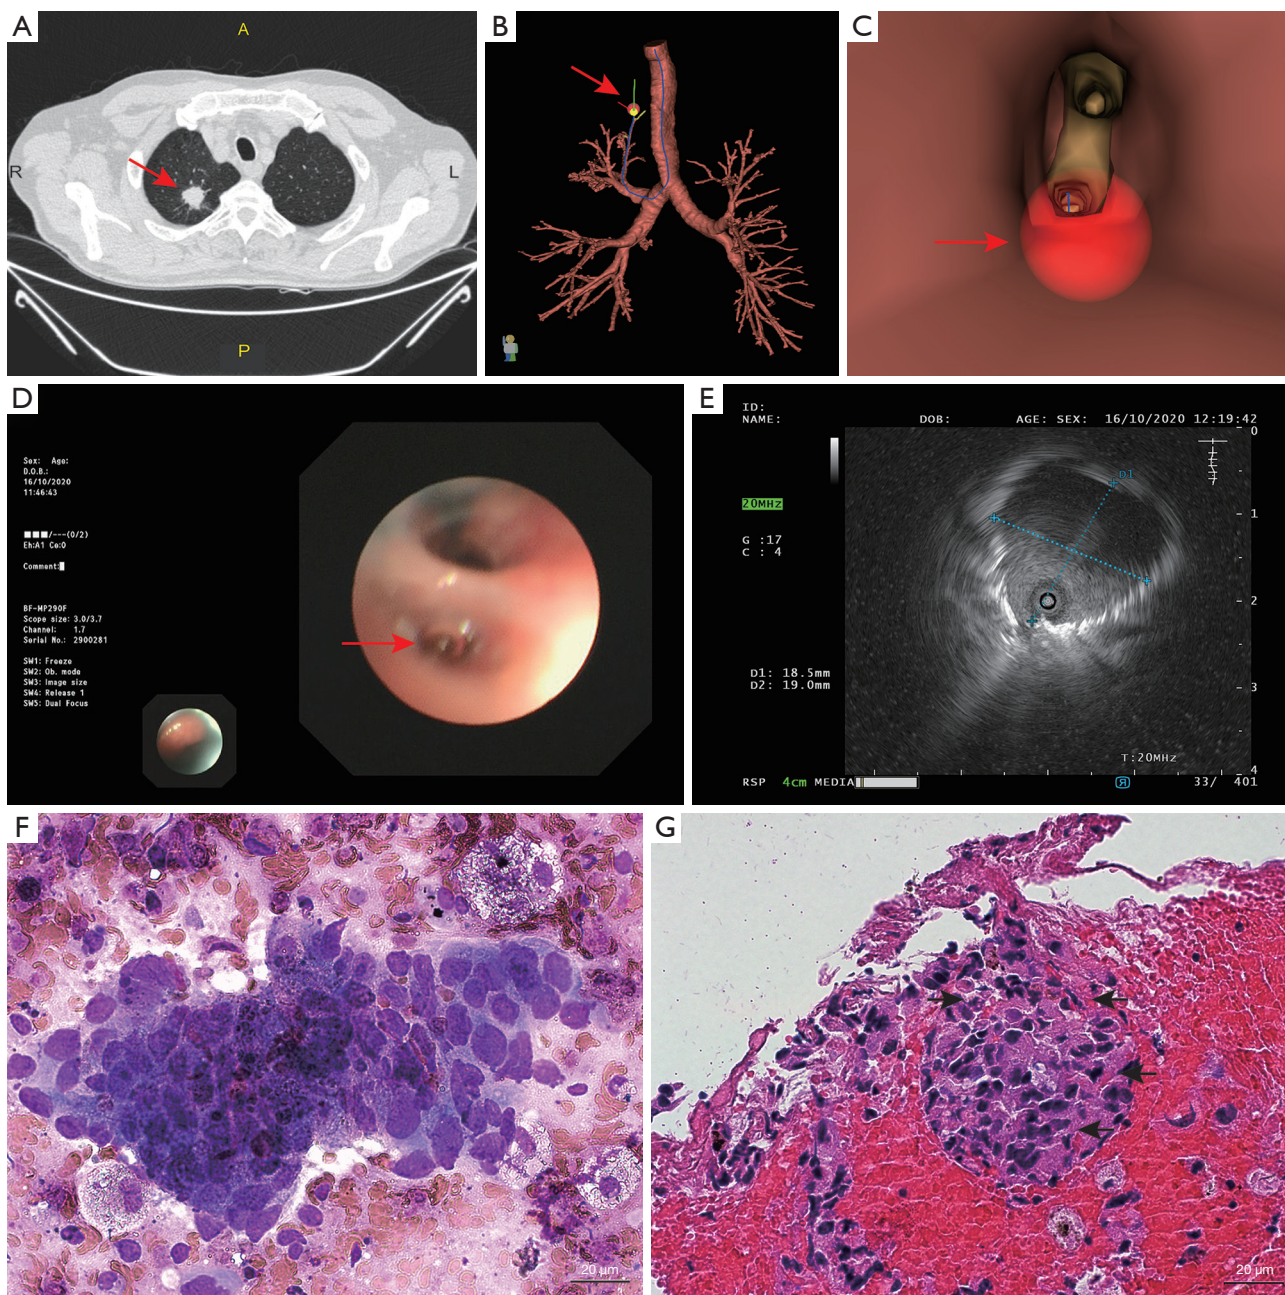 A
A
R
L
P
B
C
D
Sex: Age:
D.O.B.:
16/10/2020
11:46:43
■■■/---(0/2)
Eh:A1 Ce:0
Comment:
BF-MP290F
Scope size: 3.0/3.7
Channel: 1.7
Serial No.: 2900281
SW1: Freeze
SW2: Ob. mode
SW3: Image size
SW4: Release 1
SW5: Dual Focus
E
ID:
NAME: DOB: AGE: SEX: 16/10/2020 12:19:42
0
D1
20MHz
1
G :17
C : 4
2
D1: 18.5mm
D2: 19.0mm
3
T:20MHz
4
RSP 4cm MEDIA R 33/ 401
F
20 μm
G
20 μm